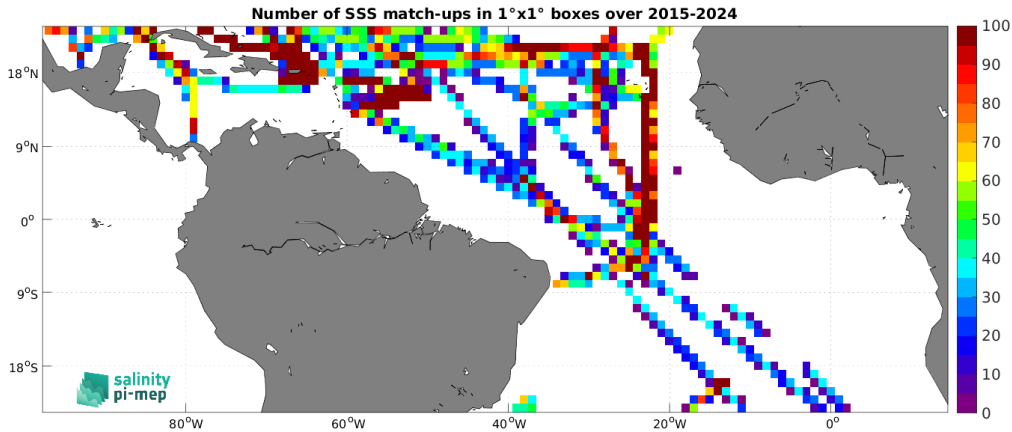 Number of SSS match-ups in 1°x1° boxes over 2015-2024
100
90
80
70
60
50
40
30
20
10
0
18°N
9°N
0°
9°S
18°S
salinity
pi-mep
80°W
60°W
40°W
20°W
0°